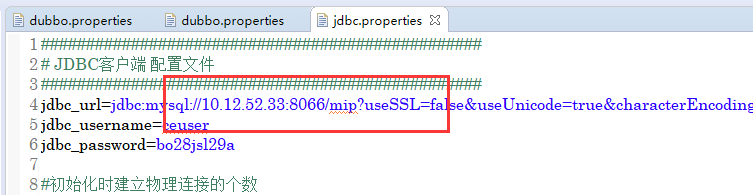 dubbo.properties dubbo.properties jdbc.properties
1 ################################################
2 # JDBC客户端 配置文件
3 ################################################
4 jdbc_url=jdbc:mysql://10.12.52.33:8066/mip?useSSL=false&useUnicode=true&characterEncoding
5 jdbc_username=ceuser
6 jdbc_password=bo28jsl29a
7
8 #初始化时建立物理连接的个数